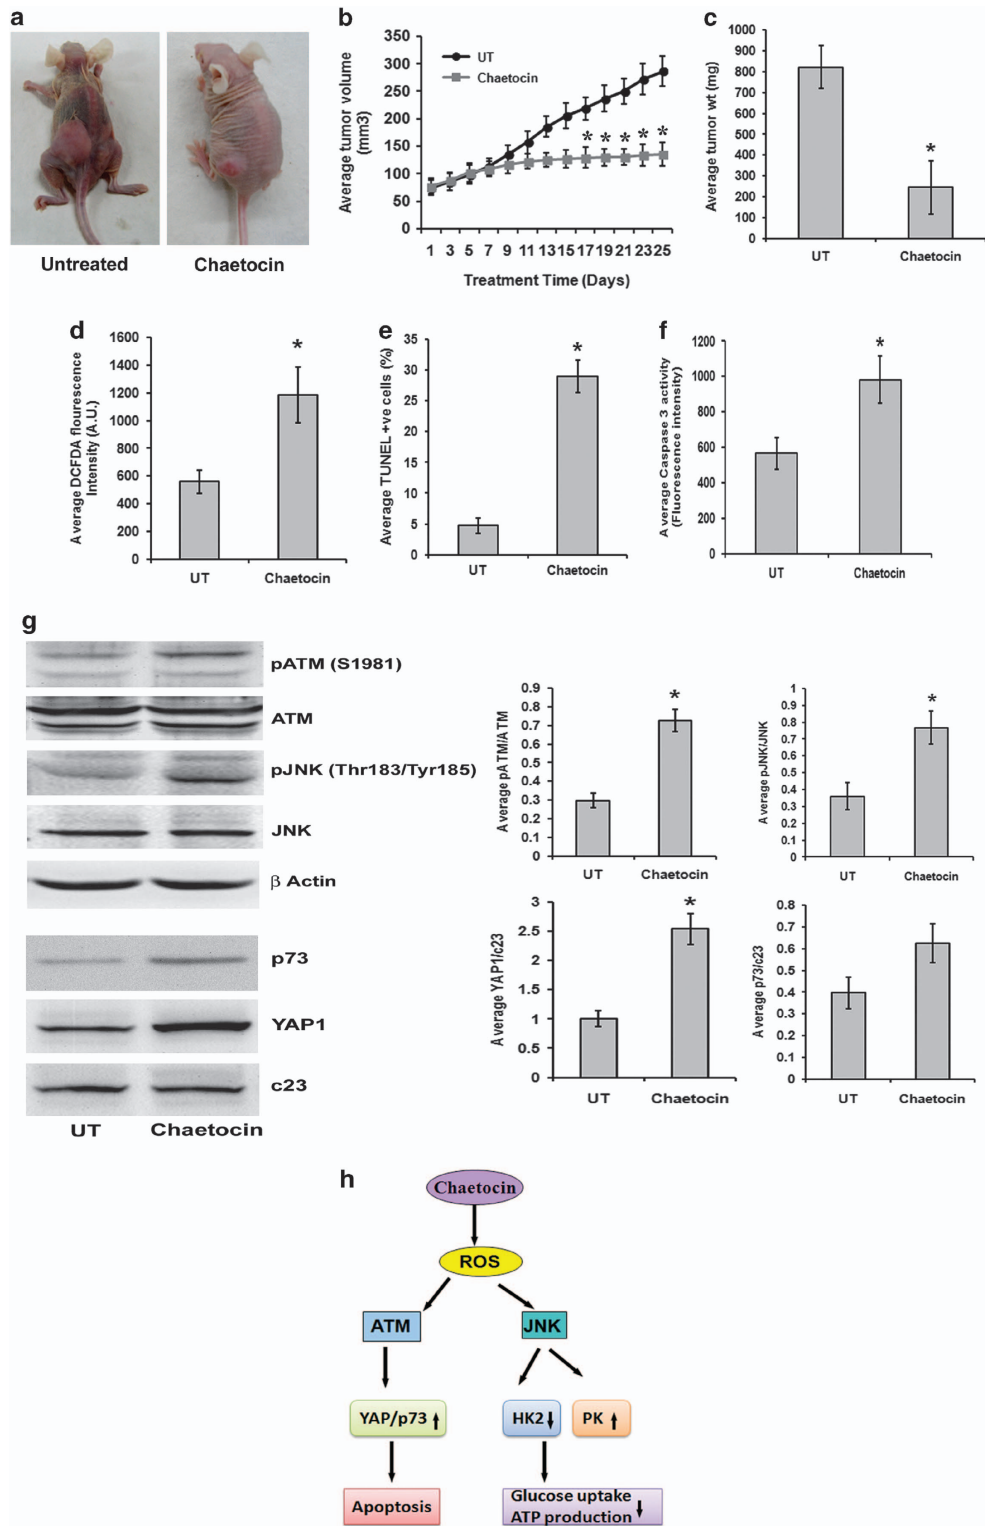 a
Untreated
Chaetocin
b
Average tumor volume
(mm3)
350
300
250
200
150
100
50
0
UT
Chaetocin
* * * * *
1 3 5 7 9 11 13 15 17 19 21 23 25
Treatment Time (Days)
c
Average tumor wt (mg)
1000
900
800
700
600
500
400
300
200
100
0
*
UT
Chaetocin
d
Average DCFDA flourescence
Intensity (A.U.)
1600
1400
1200
1000
800
600
400
200
0
*
UT
Chaetocin
e
Average TUNEL +ve cells (%)
35
30
25
20
15
10
5
0
*
UT
Chaetocin
f
Average Caspase 3 activity
(Fluorescence intensity)
1200
1000
800
600
400
200
0
*
UT
Chaetocin
g
pATM (S1981)
ATM
pJNK (Thr183/Tyr185)
JNK
β Actin
p73
YAP1
c23
UT
Chaetocin
Average pATM/ATM
0.9
0.8
0.7
0.6
0.5
0.4
0.3
0.2
0.1
0
*
UT
Chaetocin
Average pJNK/JNK
1
0.9
0.8
0.7
0.6
0.5
0.4
0.3
0.2
0.1
0
*
UT
Chaetocin
Average YAP1/c23
3
2.5
2
1.5
1
0.5
0
*
UT
Chaetocin
Average p73/c23
0.8
0.7
0.6
0.5
0.4
0.3
0.2
0.1
0
UT
Chaetocin
h
Chaetocin
ROS
ATM
JNK
YAP/p73
HK2
PK
Apoptosis
Glucose uptake
ATP production